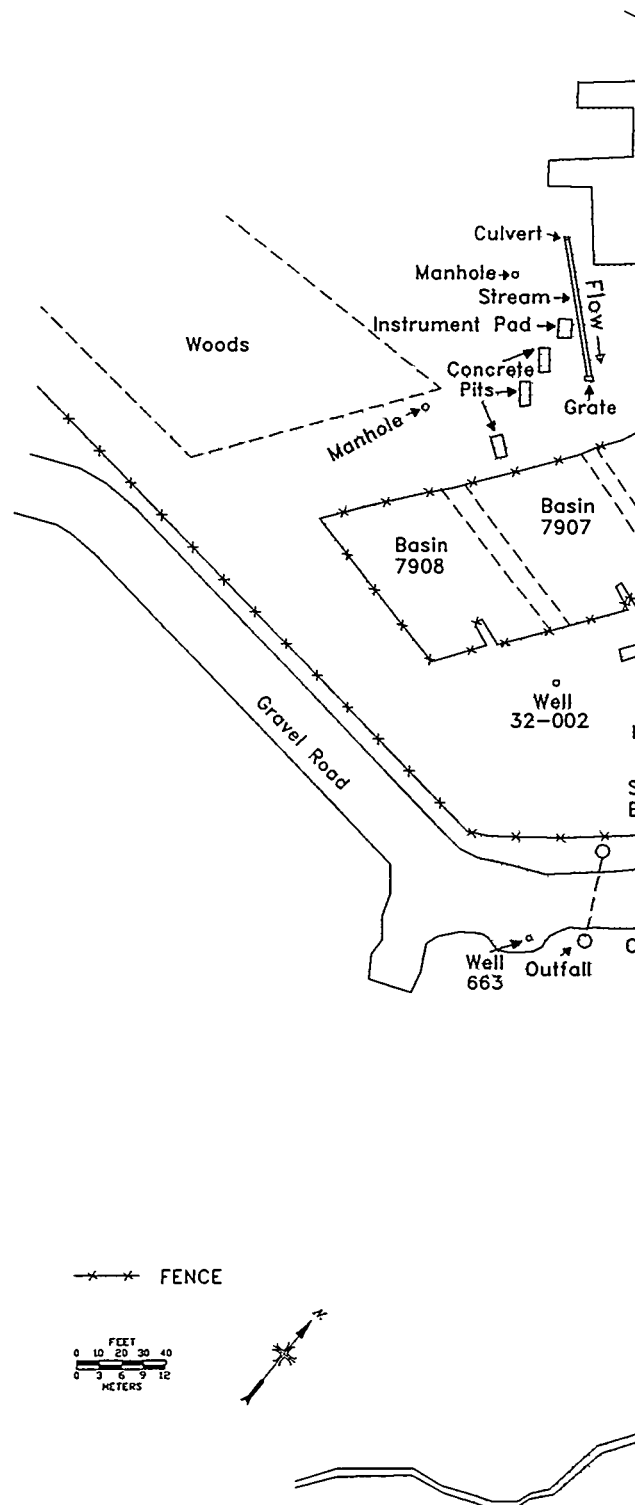 Culvert
Manhole
Stream
Flow
Instrument Pad
Woods
Concrete
Pits
Grate
Manhole
Basin
7907
Basin
7908
Well
32-002
Gravel Road
Well
663
Outfall
FENCE
N.
FEET
0 10 20 30 40
0 3 6 9 12
METERS